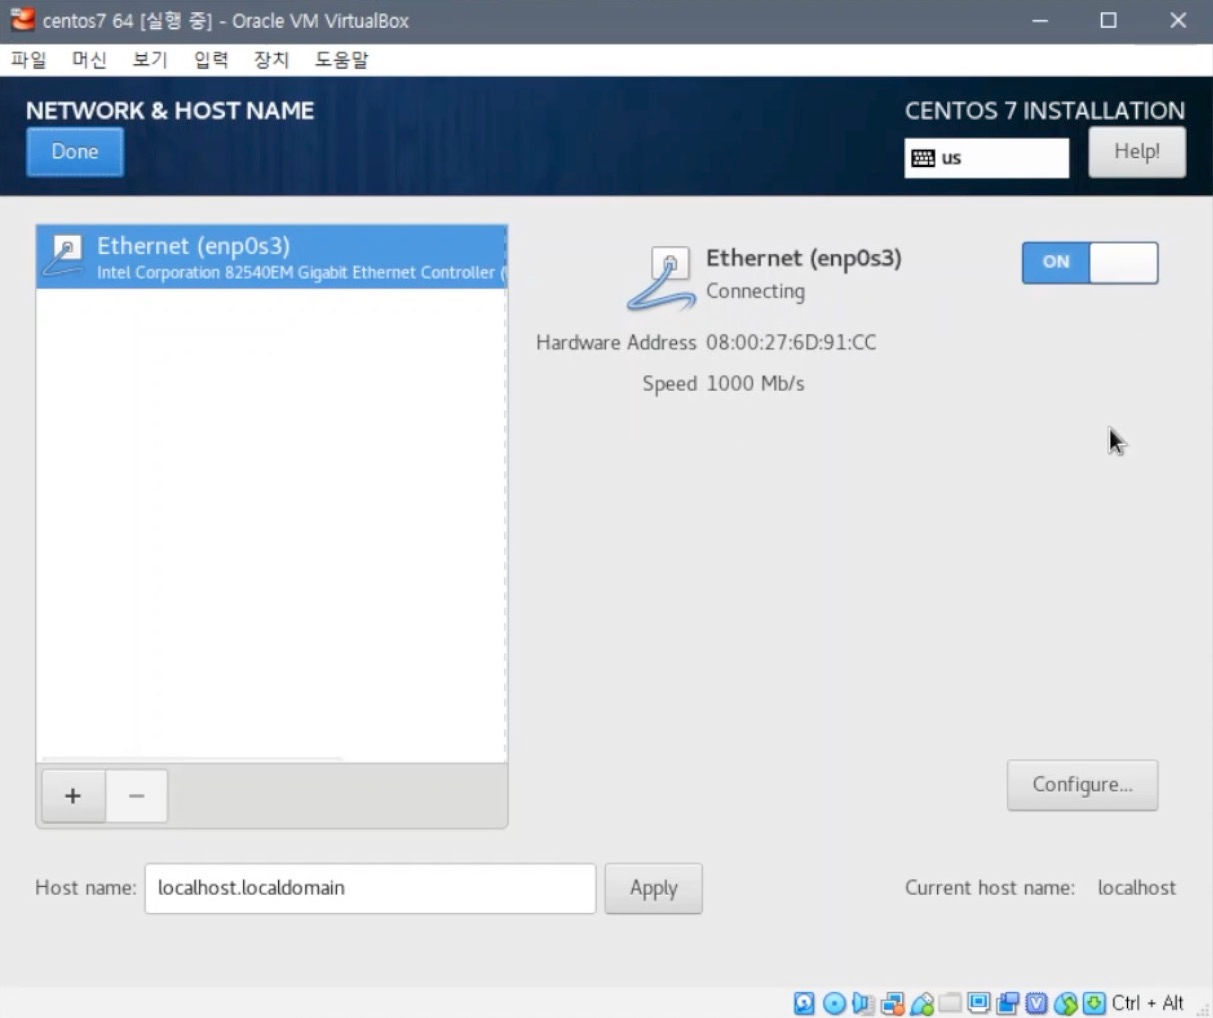 centos7 64 [실행 중] - Oracle VM VirtualBox
파일 머신 보기 입력 장치 도움말
NETWORK & HOST NAME
CENTOS 7 INSTALLATION
Done
us
Help!
Ethernet (enp0s3)
Intel Corporation 82540EM Gigabit Ethernet Controller (
Ethernet (enp0s3)
Connecting
ON
Hardware Address 08:00:27:6D:91:CC
Speed 1000 Mb/s
+ −
Configure...
Host name: localhost.localdomain Apply
Current host name: localhost
Ctrl + Alt